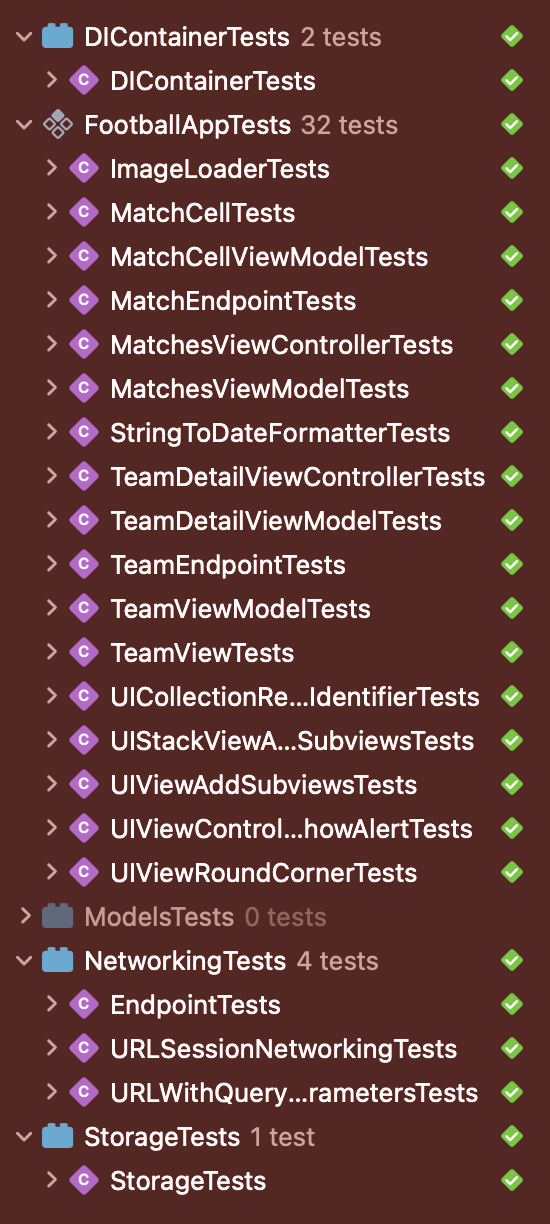 DIContainerTests 2 tests
C DIContainerTests
FootballAppTests 32 tests
C ImageLoaderTests
C MatchCellTests
C MatchCellViewModelTests
C MatchEndpointTests
C MatchesViewControllerTests
C MatchesViewModelTests
C StringToDateFormatterTests
C TeamDetailViewControllerTests
C TeamDetailViewModelTests
C TeamEndpointTests
C TeamViewModelTests
C TeamViewTests
C UICollectionRe...IdentifierTests
C UIStackViewA...SubviewsTests
C UIViewAddSubviewsTests
C UIViewControl...howAlertTests
C UIViewRoundCornerTests
ModelsTests 0 tests
NetworkingTests 4 tests
C EndpointTests
C URLSessionNetworkingTests
C URLWithQuery...rametersTests
StorageTests 1 test
C StorageTests